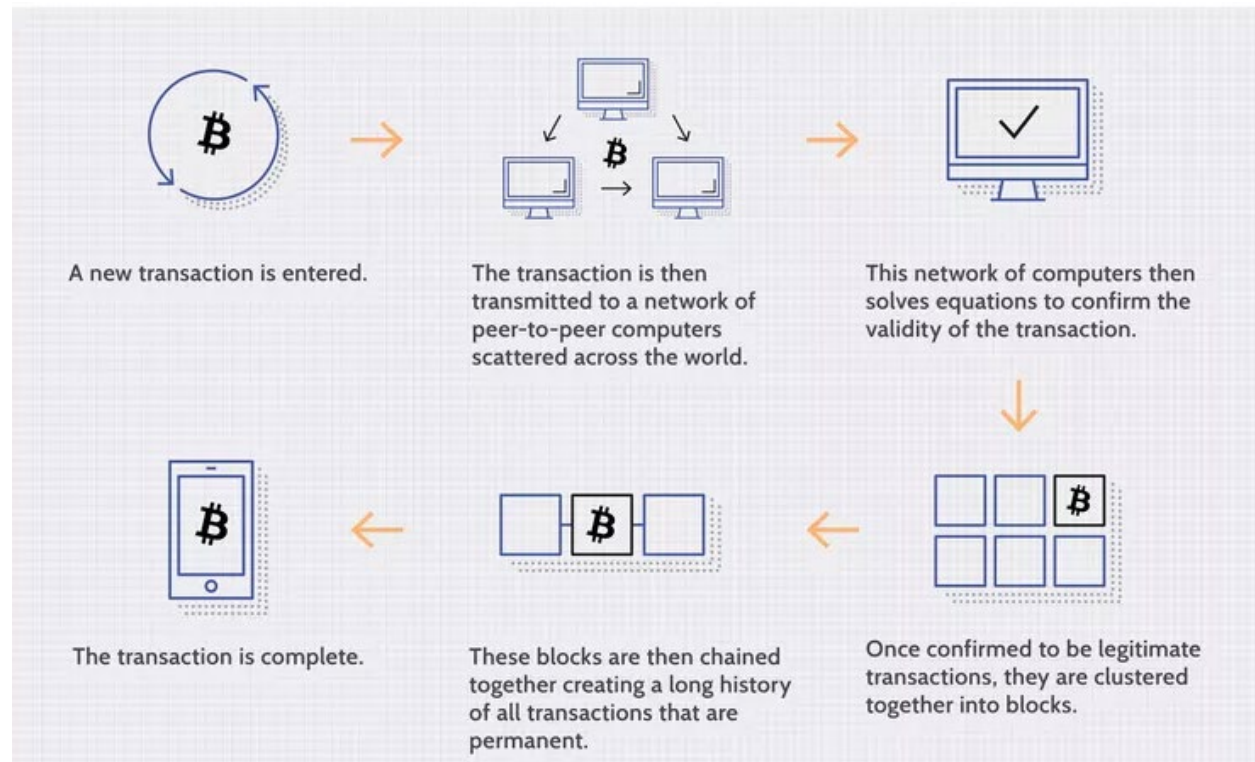 A new transaction is entered.
The transaction is then
transmitted to a network of
peer-to-peer computers
scattered across the world.
This network of computers then
solves equations to confirm the
validity of the transaction.
Once confirmed to be legitimate
transactions, they are clustered
together into blocks.
These blocks are then chained
together creating a long history
of all transactions that are
permanent.
The transaction is complete.